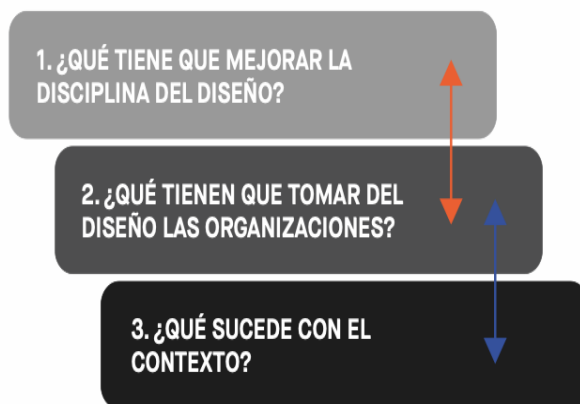 1. ¿QUÉ TIENE QUE MEJORAR LA
DISCIPLINA DEL DISEÑO?
2. ¿QUÉ TIENEN QUE TOMAR DEL
DISEÑO LAS ORGANIZACIONES?
3. ¿QUÉ SUCEDE CON EL
CONTEXTO?